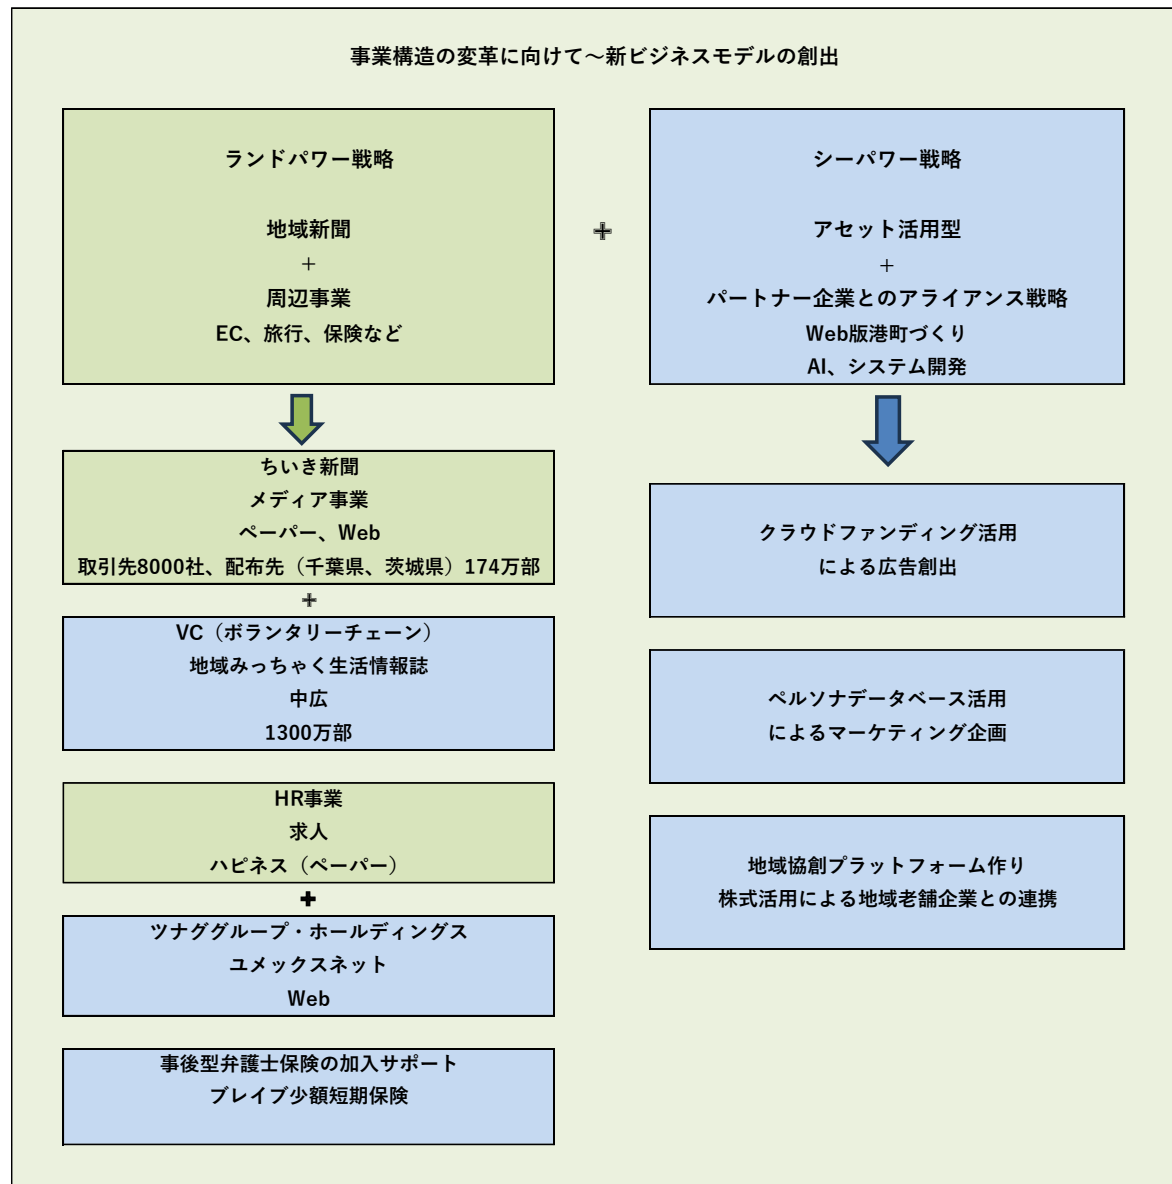 事業構造の変革に向けて～新ビジネスモデルの創出
ランドパワー戦略
地域新聞
＋
周辺事業
EC、旅行、保険など
＋
シーパワー戦略
アセット活用型
＋
パートナー企業とのアライアンス戦略
Web版港町づくり
AI、システム開発
ちいき新聞
メディア事業
ペーパー、Web
取引先8000社、配布先（千葉県、茨城県）174万部
＋
VC（ボランタリーチェーン）
地域みっちゃく生活情報誌
中広
1300万部
HR事業
求人
ハピネス（ペーパー）
＋
ツナググループ・ホールディングス
ユメックスネット
Web
事後型弁護士保険の加入サポート
ブレイブ少額短期保険
クラウドファンディング活用
による広告創出
ペルソナデータベース活用
によるマーケティング企画
地域協創プラットフォーム作り
株式活用による地域老舗企業との連携